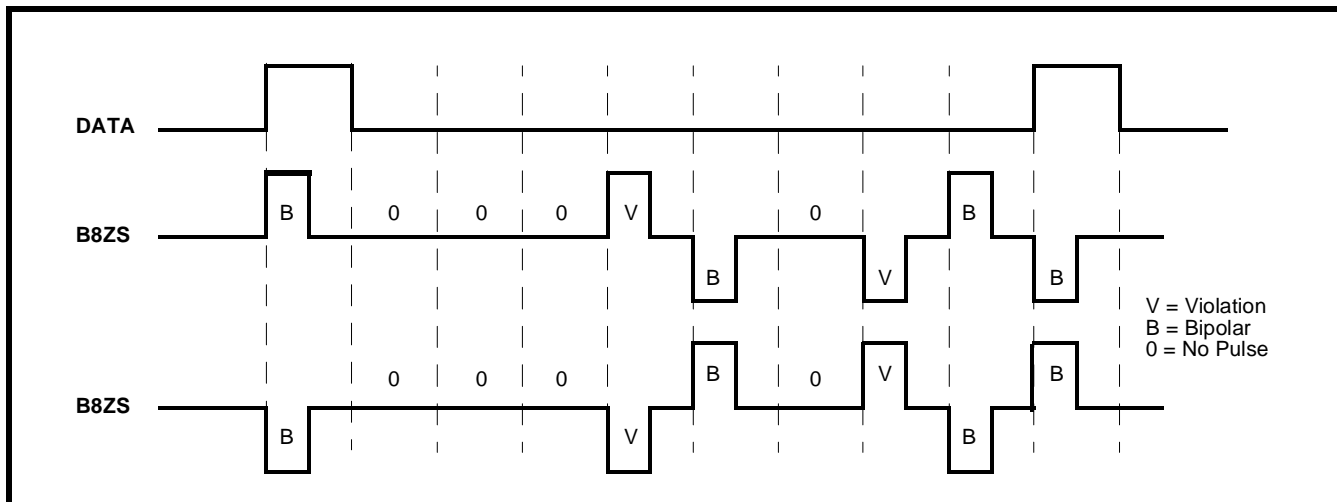 DATA
B 0 0 0 V 0 B
B8ZS
B V B
V = Violation
B = Bipolar
0 = No Pulse
B 0 V B
0 0 0
B8ZS
B V B